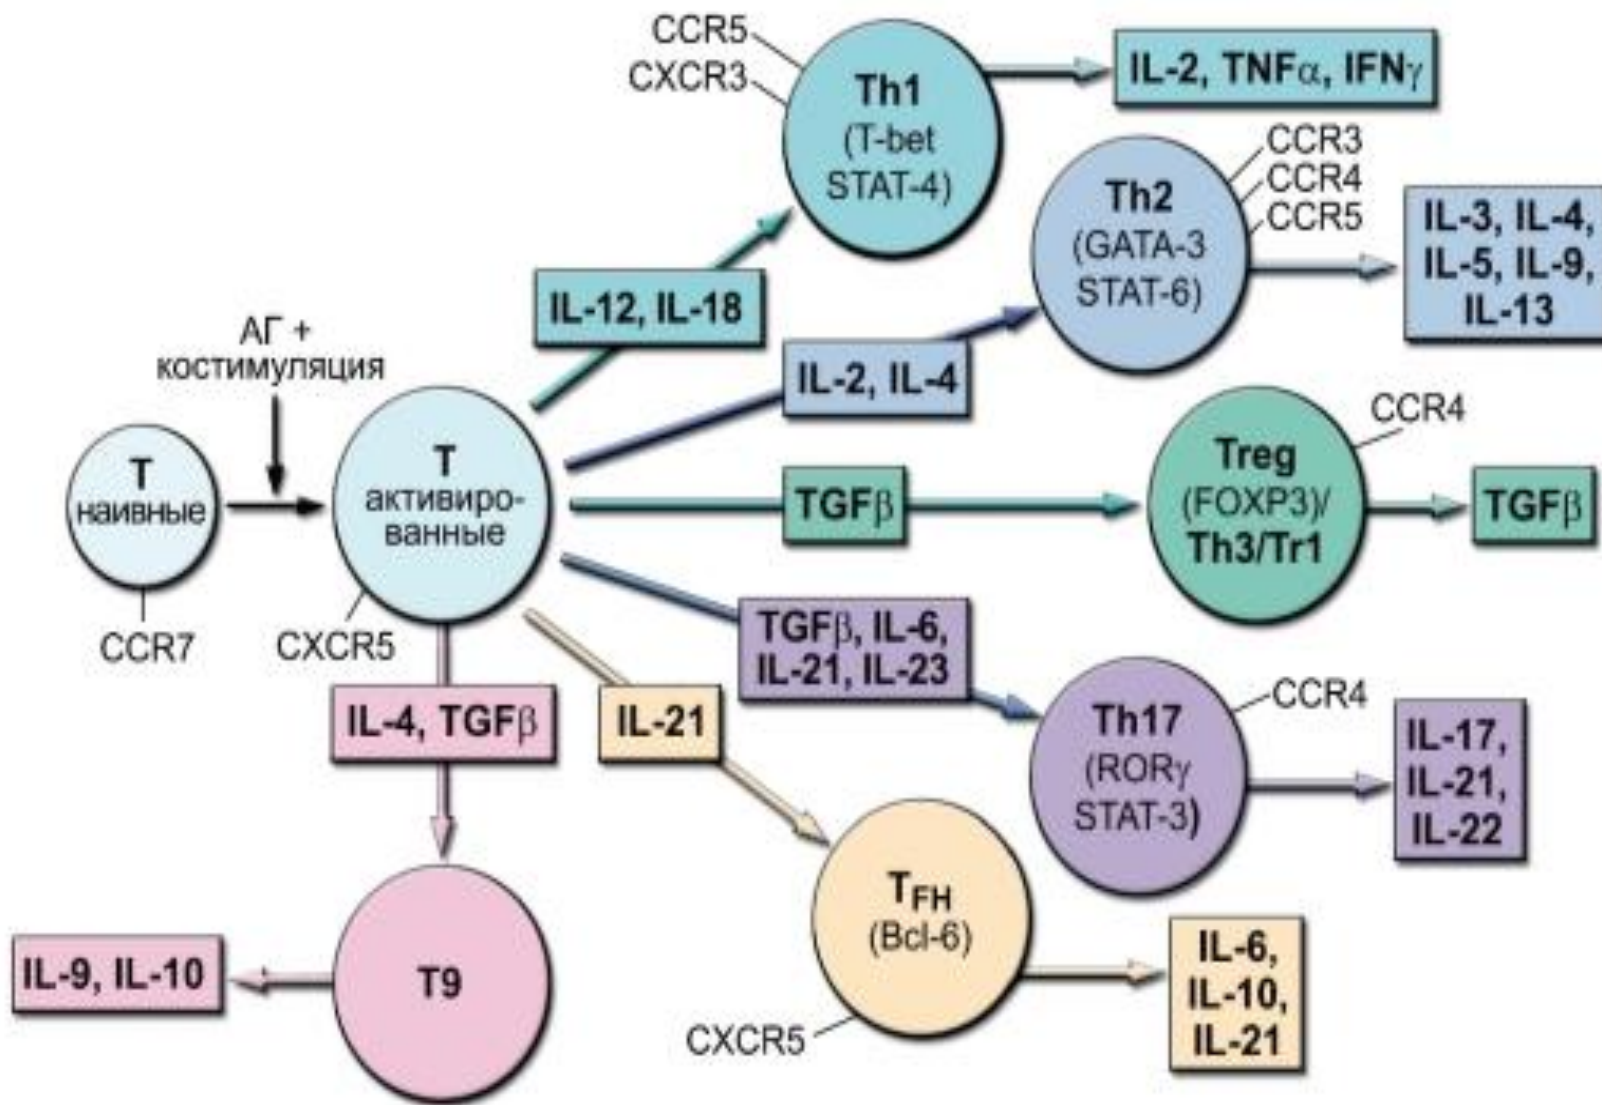 CCR5
CXCR3
Th1
(T-bet
STAT-4)
IL-2, TNFα, IFNγ
CCR3
CCR4
CCR5
Th2
(GATA-3
STAT-6)
IL-3, IL-4,
IL-5, IL-9,
IL-13
IL-12, IL-18
IL-2, IL-4
АГ +
костимуляция
Т
наивные
CCR7
Т
активиро-
ванные
CXCR5
TGFβ
Treg
(FOXP3)/
Th3/Tr1
CCR4
TGFβ
TGFβ, IL-6,
IL-21, IL-23
Th17
(RORγ
STAT-3)
CCR4
IL-17,
IL-21,
IL-22
IL-4, TGFβ
IL-21
TFH
(Bcl-6)
CXCR5
IL-6,
IL-10,
IL-21
T9
IL-9, IL-10